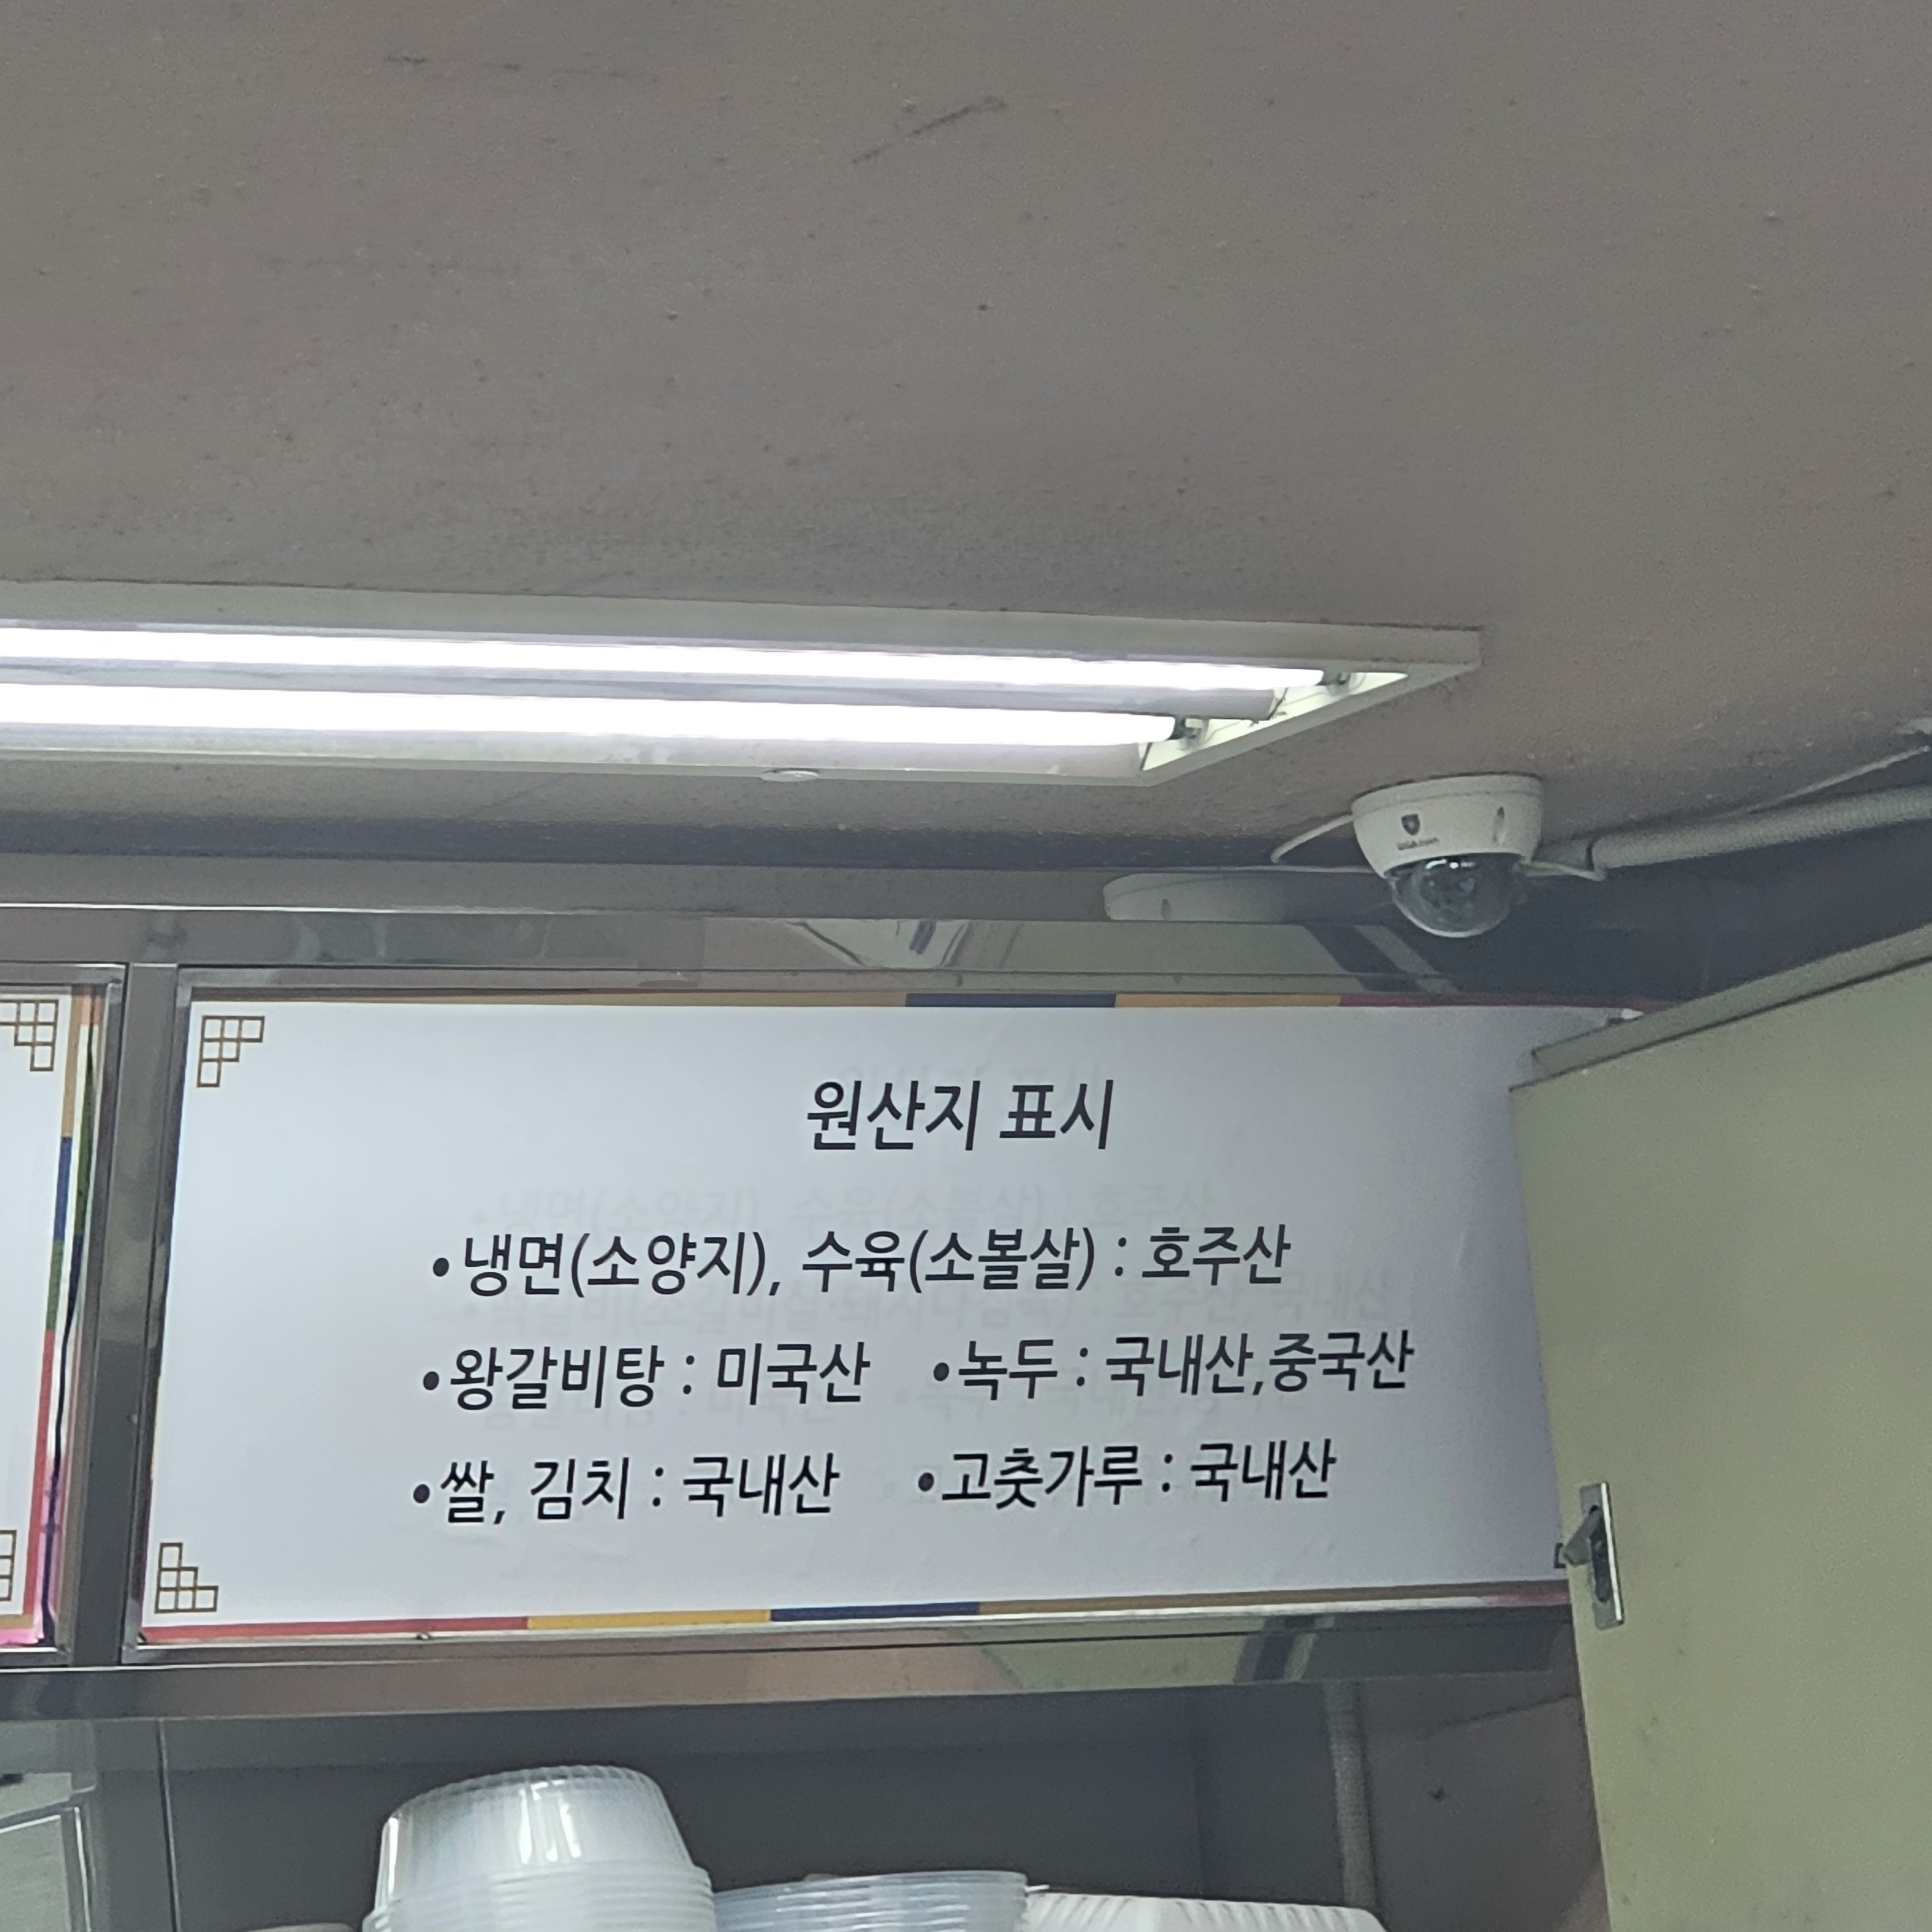 원산지 표시
•냉면(소양지), 수육(소볼살) : 호주산
•왕갈비탕 : 미국산 •녹두 : 국내산,중국산
•쌀, 김치 : 국내산 •고춧가루 : 국내산